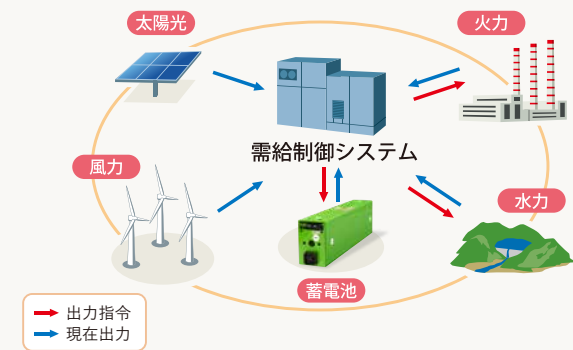 太陽光
火力
需給制御システム
風力
水力
蓄電池
出力指令
現在出力